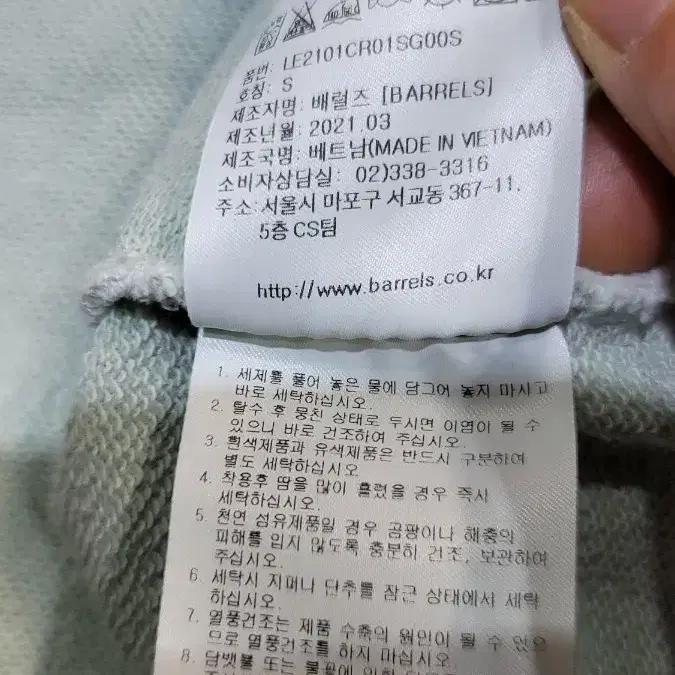 품번: LE2101CR01SG00S
호칭: S
제조자명: 배럴즈 [BARRELS]
제조년월: 2021.03
제조국명: 베트남(MADE IN VIETNAM)
소비자상담실: 02)338-3316
주소: 서울시 마포구 서교동 367-11,
5층 CS팀
http://www.barrels.co.kr
1. 세제를 풀어 놓은 물에 담그어 놓지 마시고
바로 세탁하십시오.
2. 탈수 후 뭉친 상태로 두시면 이염이 될 수
있으니 바로 건조하여 주십시오.
3. 흰색제품과 유색제품은 반드시 구분하여
별도 세탁하십시오.
4. 착용후 땀을 많이 흘렸을 경우 즉시
세탁하십시오.
5. 천연 섬유제품일 경우 곰팡이나 해충의
피해를 입지 않도록 충분히 건조, 보관하여
주십시오.
6. 세탁시 지퍼나 단추를 잠근 상태에서 세탁
하십시오.
7. 열풍건조는 제품 수축의 원인이 될 수 있으
므로 열풍건조를 하지 마십시오.
8. 담뱃불 또는 불꽃에 의한